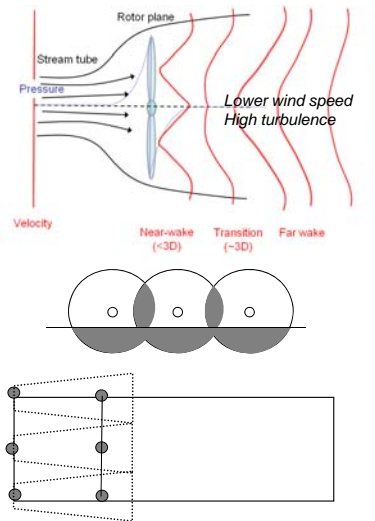 Rotor plane
Stream tube
Pressure
Lower wind speed
High turbulence
Velocity
Near-wake
(<3D)
Transition
(~3D)
Far wake